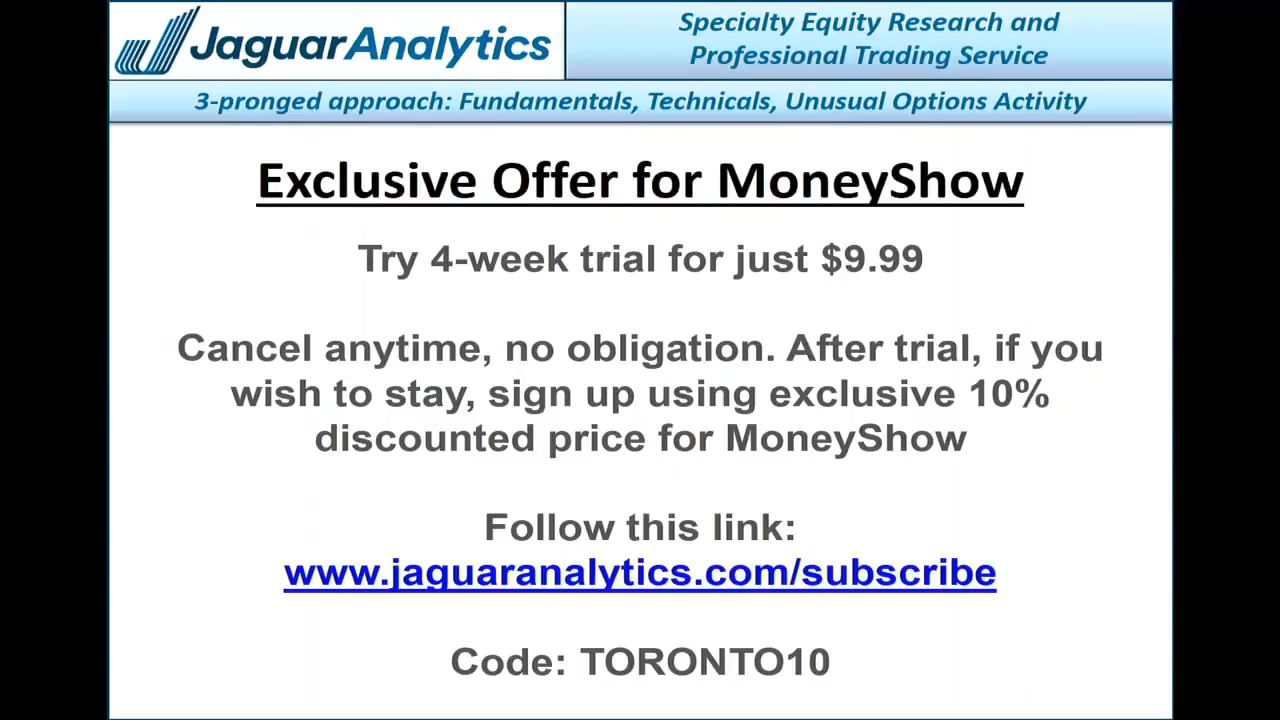 JaguarAnalytics
Specialty Equity Research and
Professional Trading Service
3-pronged approach: Fundamentals, Technicals, Unusual Options Activity
Exclusive Offer for MoneyShow
Try 4-week trial for just $9.99
Cancel anytime, no obligation. After trial, if you
wish to stay, sign up using exclusive 10%
discounted price for MoneyShow
Follow this link:
www.jaguaranalytics.com/subscribe
Code: TORONTO10